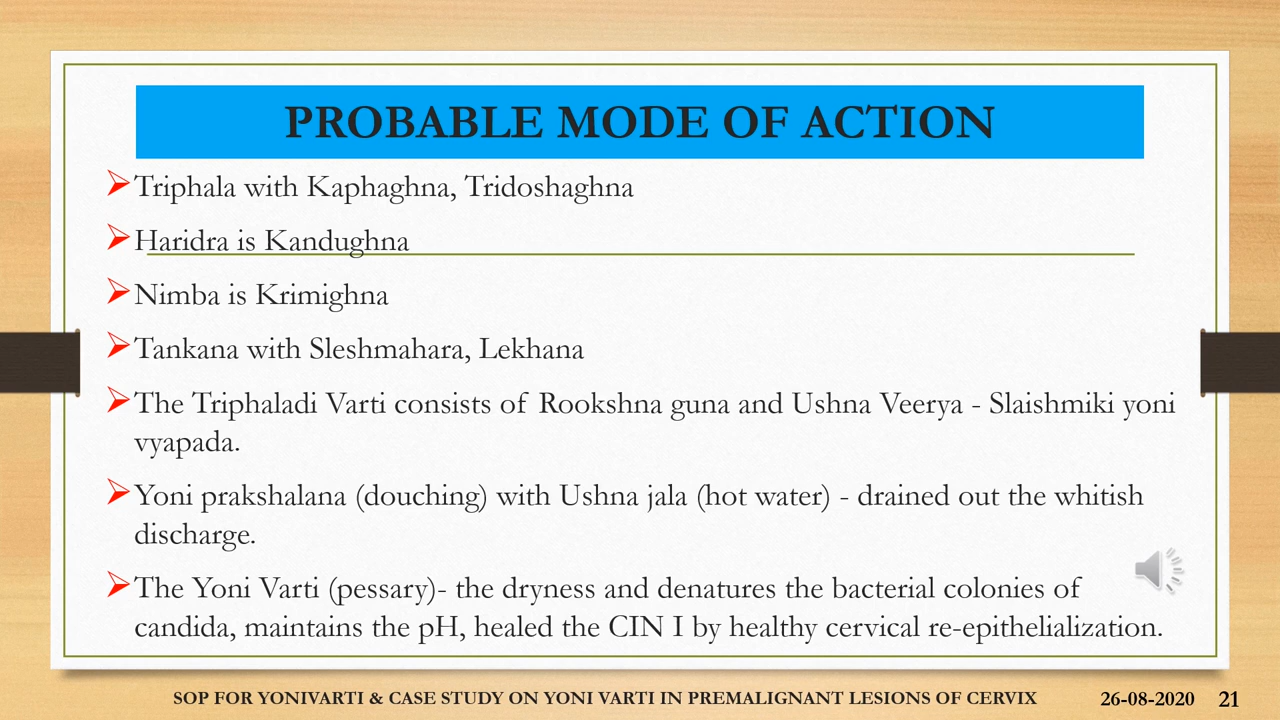 PROBABLE MODE OF ACTION
➢Triphala with Kaphaghna, Tridoshaghna
➢Haridra is Kandughna
➢Nimba is Krimighna
➢Tankana with Sleshmahara, Lekhana
➢The Triphaladi Varti consists of Rookshna guna and Ushna Veerya - Slaishmiki yoni
vyapada.
➢Yoni prakshalana (douching) with Ushna jala (hot water) - drained out the whitish
discharge.
➢The Yoni Varti (pessary)- the dryness and denatures the bacterial colonies of
candida, maintains the pH, healed the CIN I by healthy cervical re-epithelialization.
SOP FOR YONIVARTI & CASE STUDY ON YONI VARTI IN PREMALIGNANT LESIONS OF CERVIX 26-08-2020 21